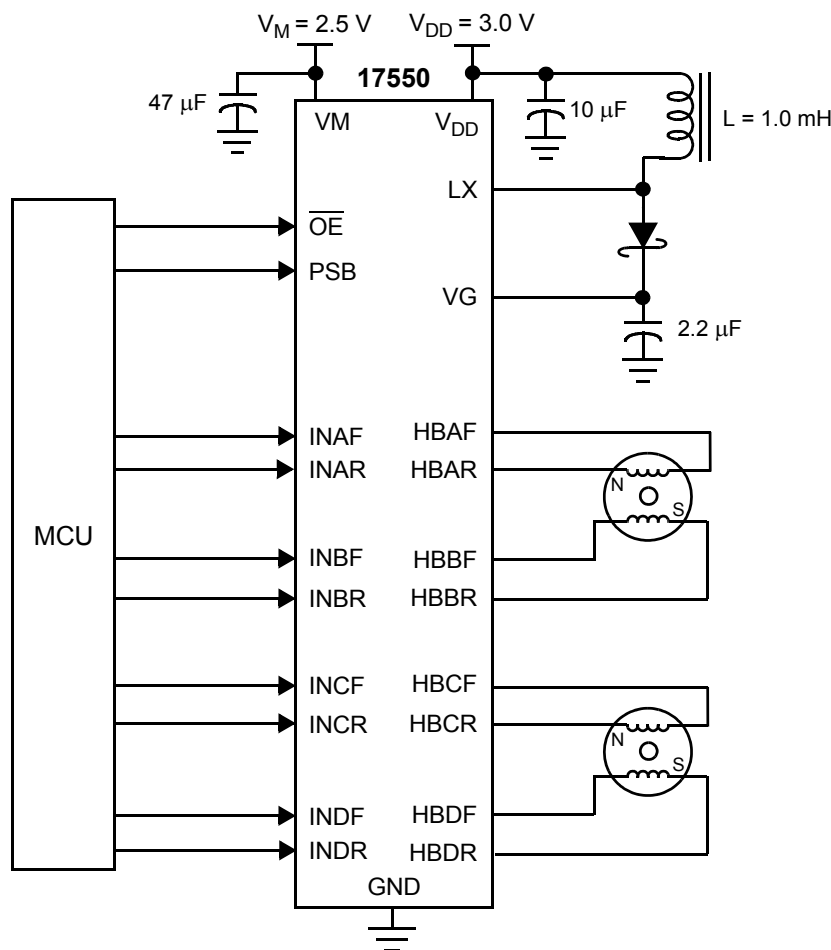 V_M = 2.5 V
V_DD = 3.0 V
17550
47 μF
10 μF
L = 1.0 mH
VM
V_DD
LX
O̅E̅
PSB
VG
2.2 μF
MCU
INAF
HBAF
INAR
HBAR
N
S
INBF
HBBF
INBR
HBBR
INCF
HBCF
INCR
HBCR
N
S
INDF
HBDF
INDR
HBDR
GND